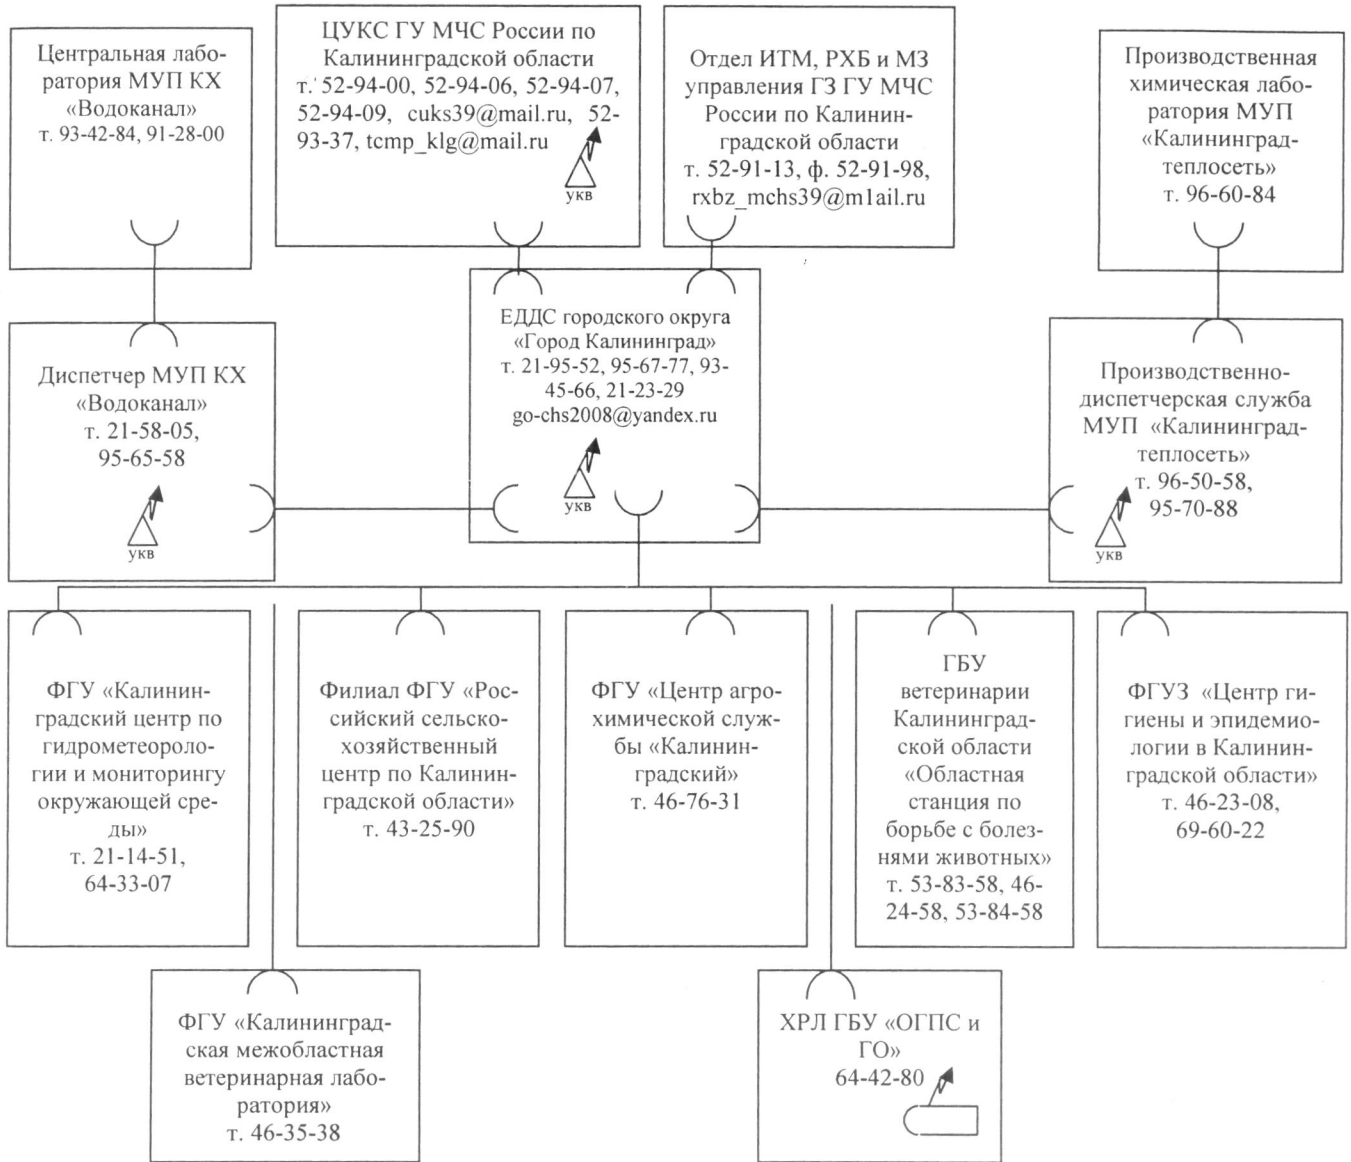 Центральная лабо-
ратория МУП КХ
«Водоканал»
т. 93-42-84, 91-28-00
ЦУКС ГУ МЧС России по
Калининградской области
т. 52-94-00, 52-94-06, 52-94-07,
52-94-09, cuks39@mail.ru, 52-
93-37, tcmp_klg@mail.ru
укв
Отдел ИТМ, РХБ и МЗ
управления ГЗ ГУ МЧС
России по Калинин-
градской области
т. 52-91-13, ф. 52-91-98,
rxbz_mchs39@m1ail.ru
Производственная
химическая лабо-
ратория МУП
«Калининград-
теплосеть»
т. 96-60-84
Диспетчер МУП КХ
«Водоканал»
т. 21-58-05,
95-65-58
укв
ЕДДС городского округа
«Город Калининград»
т. 21-95-52, 95-67-77, 93-
45-66, 21-23-29
go-chs2008@yandex.ru
укв
Производственно-
диспетчерская служба
МУП «Калининград-
теплосеть»
т. 96-50-58,
95-70-88
укв
ФГУ «Калинин-
градский центр по
гидрометеороло-
гии и мониторингу
окружающей сре-
ды»
т. 21-14-51,
64-33-07
Филиал ФГУ «Рос-
сийский сельско-
хозяйственный
центр по Калинин-
градской области»
т. 43-25-90
ФГУ «Центр агро-
химической служ-
бы «Калинин-
градский»
т. 46-76-31
ГБУ
ветеринарии
Калининград-
ской области
«Областная
станция по
борьбе с болез-
нями животных»
т. 53-83-58, 46-
24-58, 53-84-58
ФГУЗ «Центр ги-
гиены и эпидемио-
логии в Калинин-
градской области»
т. 46-23-08,
69-60-22
ФГУ «Калининград-
ская межобластная
ветеринарная лабо-
ратория»
т. 46-35-38
ХРЛ ГБУ «ОГПС и
ГО»
64-42-80